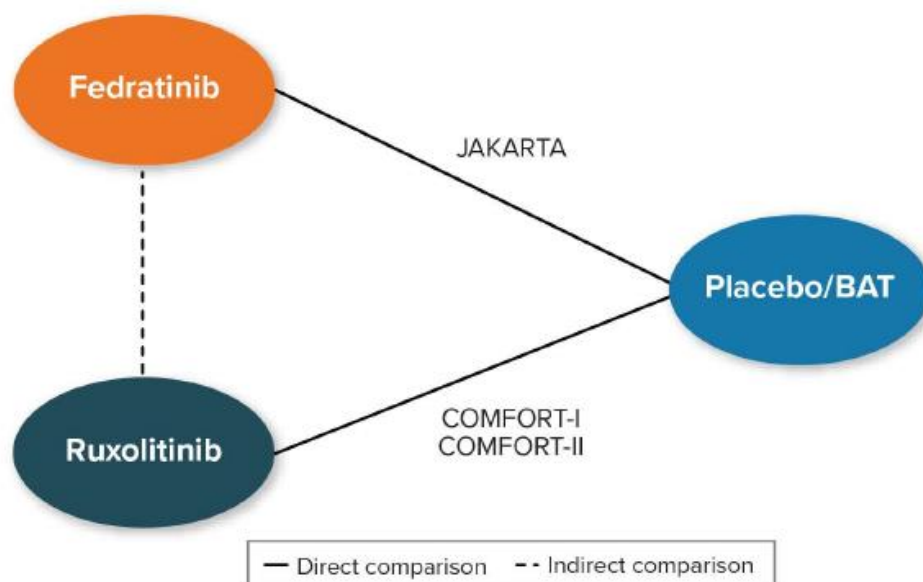 Fedratinib
JAKARTA
Placebo/BAT
Ruxolitinib
COMFORT-I
COMFORT-II
Direct comparison
Indirect comparison